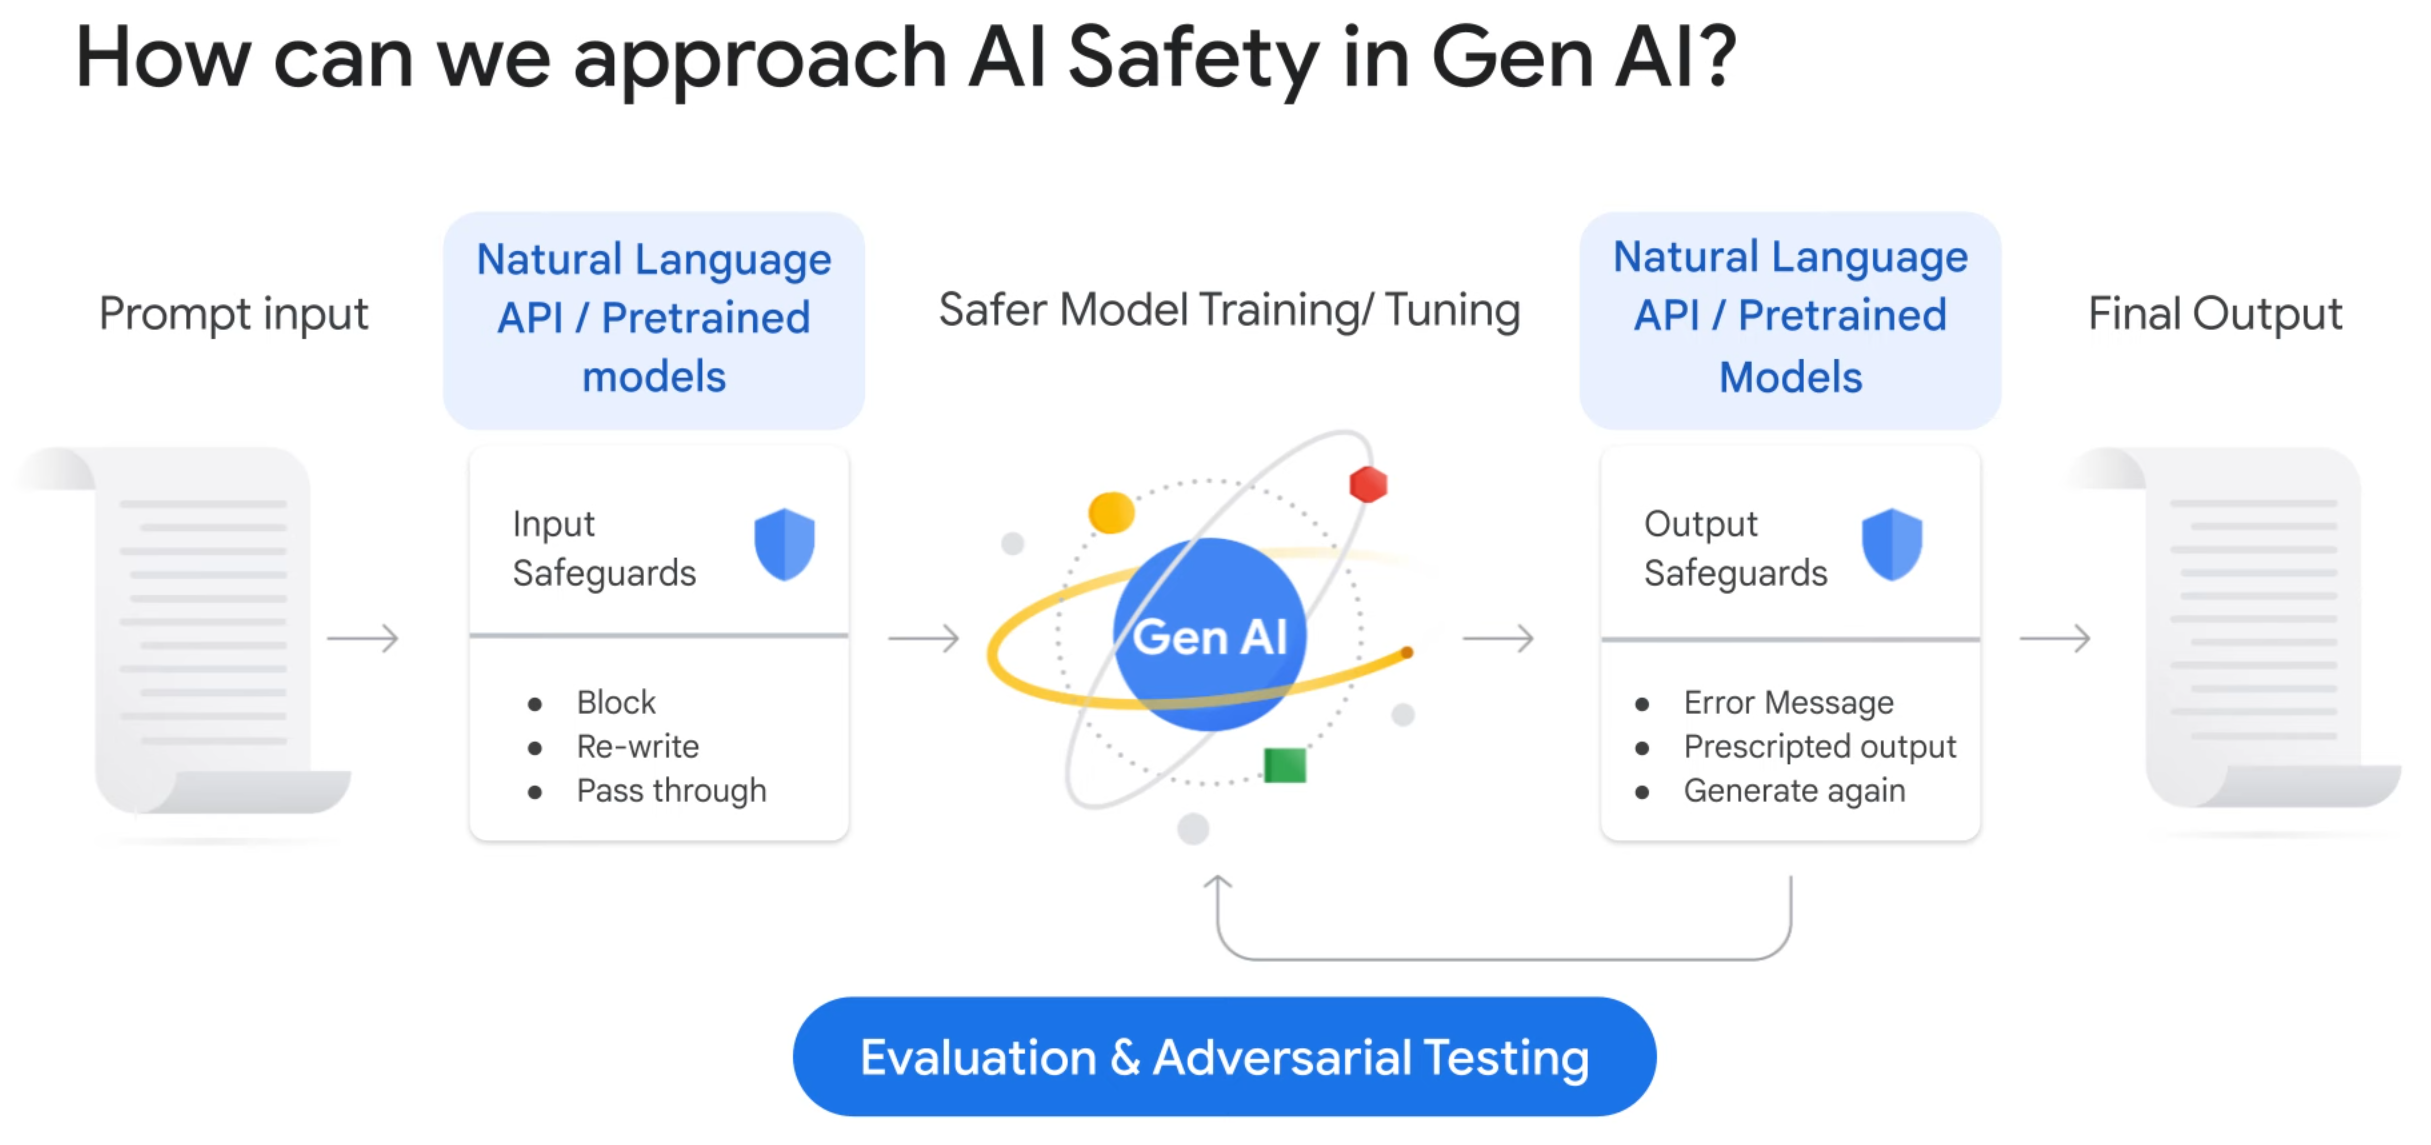 How can we approach AI Safety in Gen AI?
Prompt input
Natural Language
API / Pretrained
models
Safer Model Training/ Tuning
Natural Language
API / Pretrained
Models
Final Output
Input
Safeguards
Block
Re-write
Pass through
Gen AI
Output
Safeguards
Error Message
Prescripted output
Generate again
Evaluation & Adversarial Testing